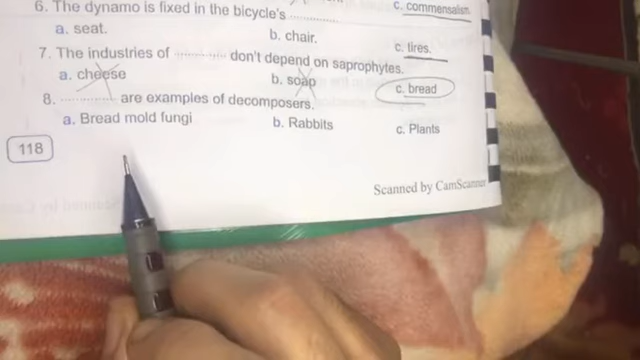 c. commensalism.
6. The dynamo is fixed in the bicycle's ..............
a. seat. b. chair. c. tires.
7. The industries of .............. don't depend on saprophytes.
a. cheese b. soap c. bread
8. .............. are examples of decomposers.
a. Bread mold fungi b. Rabbits c. Plants
118
Scanned by CamScanner